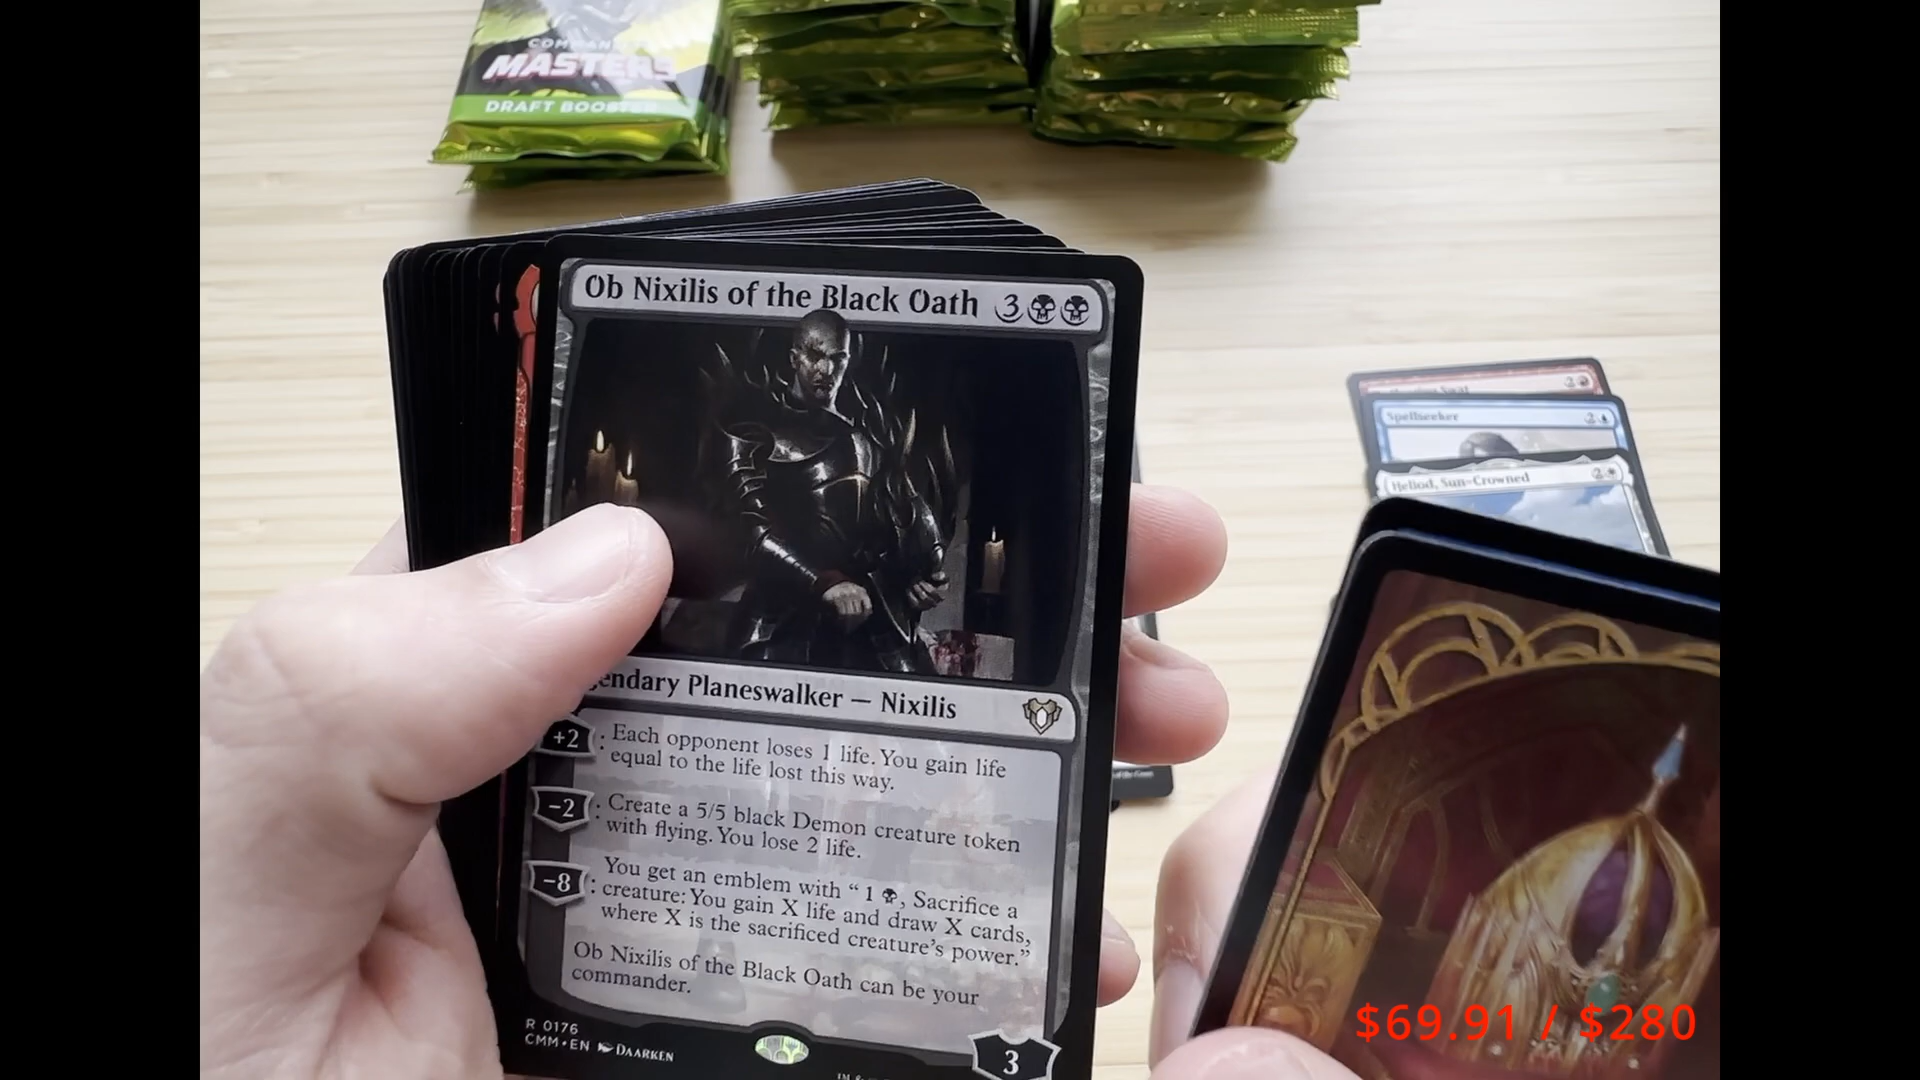 MASTERS
DRAFT BOOSTER
Ob Nixilis of the Black Oath 3
Spellseeker 2
Heliod, Sun-Crowned 2
endary Planeswalker — Nixilis
+2 : Each opponent loses 1 life. You gain life
equal to the life lost this way.
−2 : Create a 5/5 black Demon creature token
with flying. You lose 2 life.
−8 : You get an emblem with “ 1 , Sacrifice a
creature: You gain X life and draw X cards,
where X is the sacrificed creature’s power.”
Ob Nixilis of the Black Oath can be your
commander.
R 0176
CMM • EN DAARKEN
3
$69.91 / $280